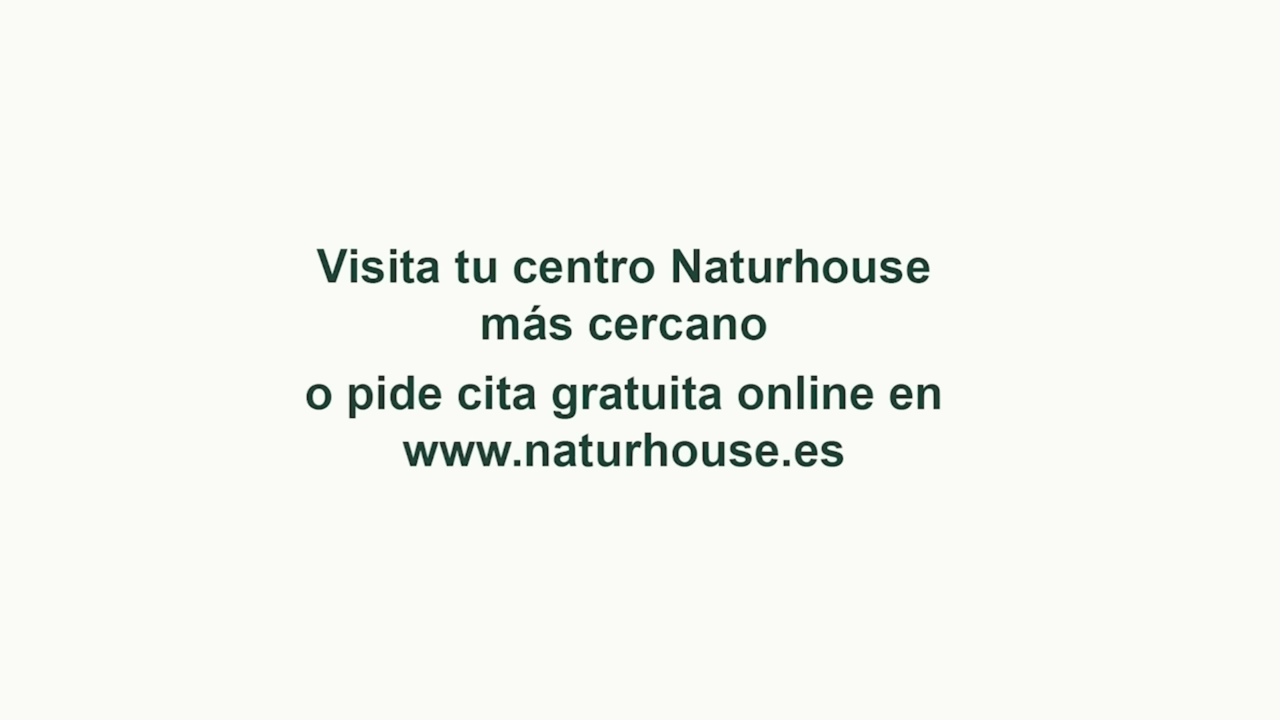 Visita tu centro Naturhouse
más cercano
o pide cita gratuita online en
www.naturhouse.es